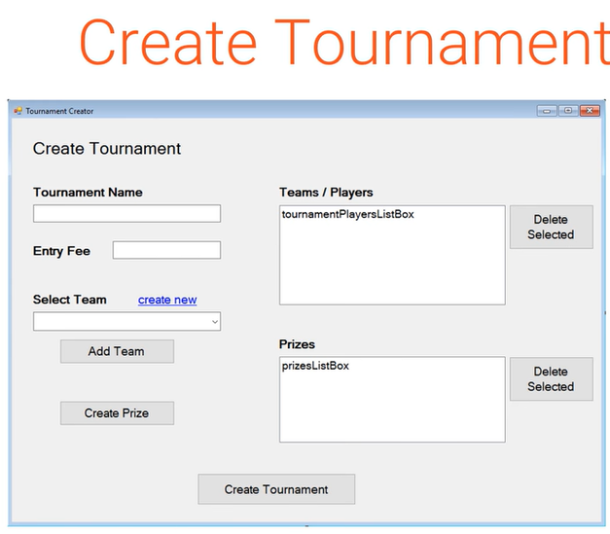 Create Tournament
Tournament Creator
Create Tournament
Tournament Name
Entry Fee
Select Team create new
Add Team
Create Prize
Teams / Players
tournamentPlayersListBox
Delete
Selected
Prizes
prizesListBox
Delete
Selected
Create Tournament